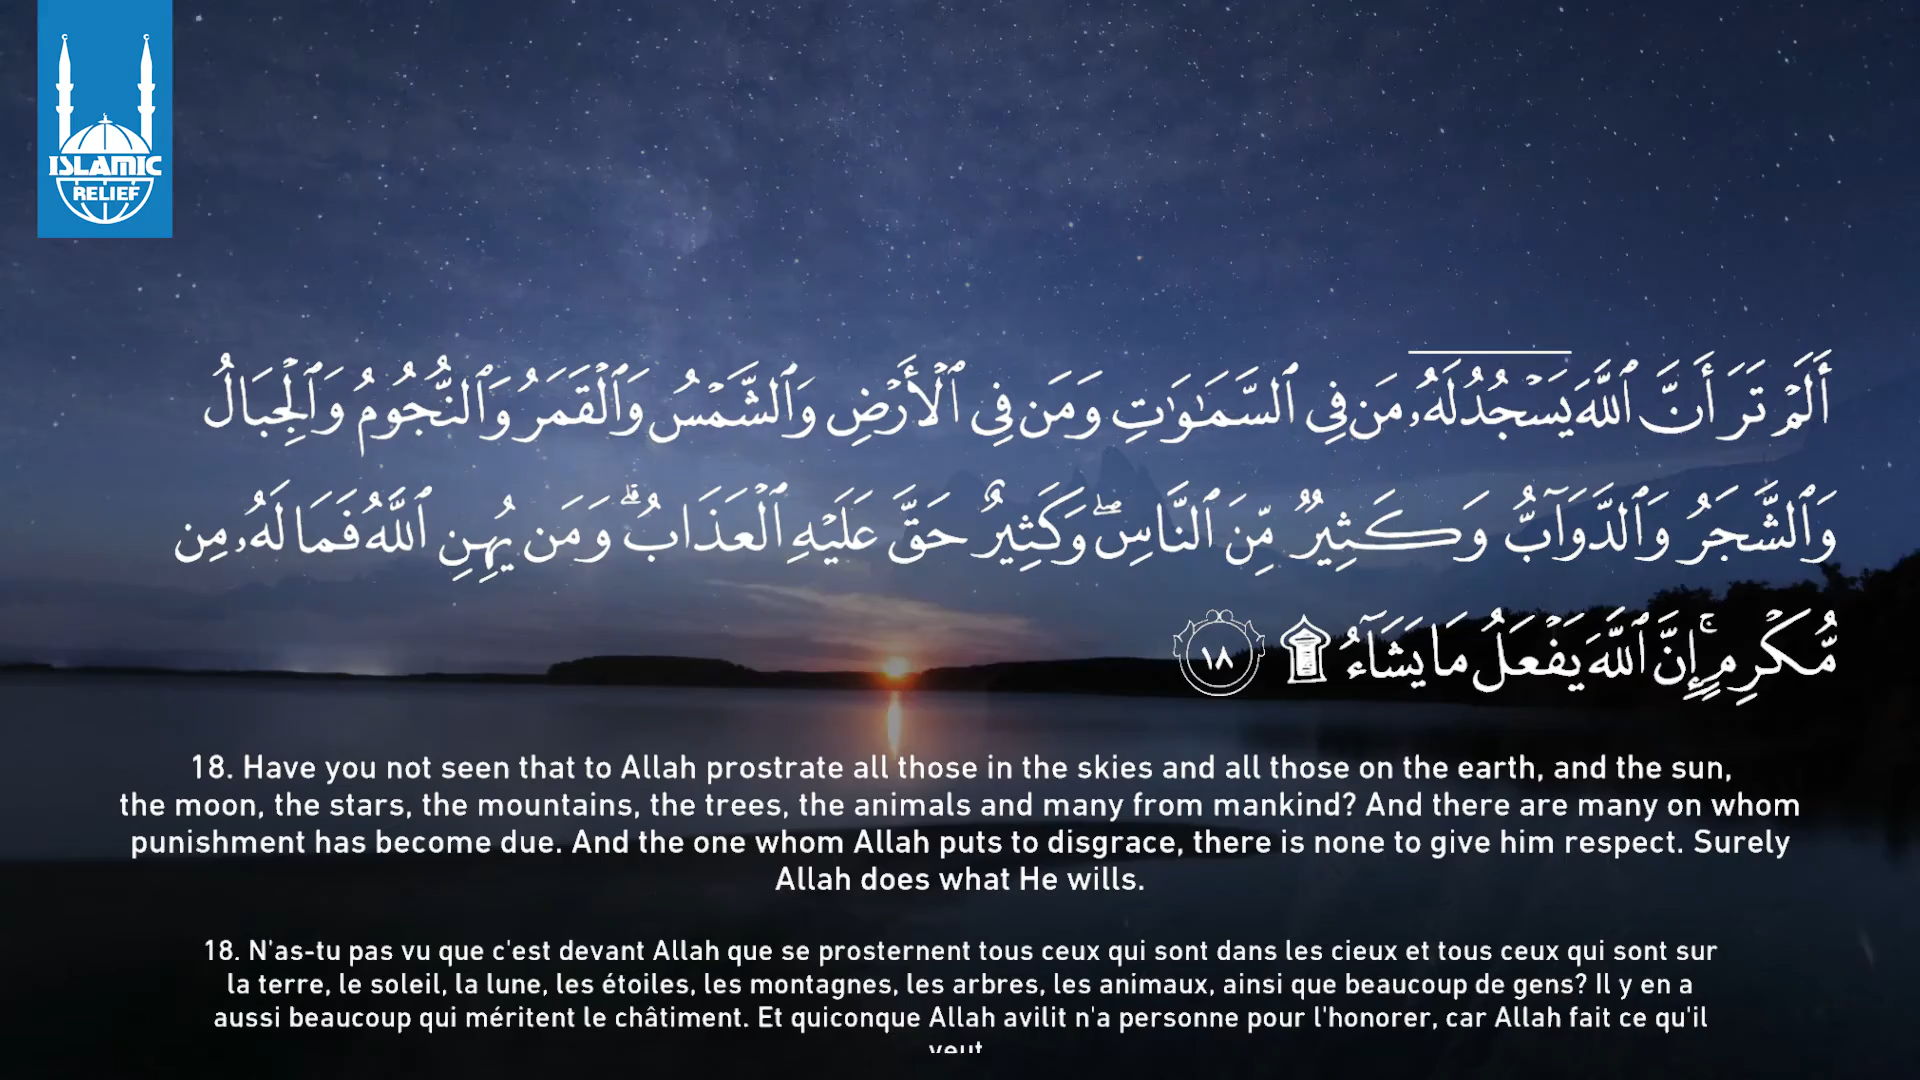 ISLAMIC
RELIEF
أَلَمْ تَرَ أَنَّ ٱللَّهَ يَسْجُدُ لَهُۥ مَن فِى ٱلسَّمَٰوَٰتِ وَمَن فِى ٱلْأَرْضِ وَٱلشَّمْسُ وَٱلْقَمَرُ وَٱلنُّجُومُ وَٱلْجِبَالُ
وَٱلشَّجَرُ وَٱلدَّوَآبُّ وَكَثِيرٌ مِّنَ ٱلنَّاسِ ۖ وَكَثِيرٌ حَقَّ عَلَيْهِ ٱلْعَذَابُ ۗ وَمَن يُهِنِ ٱللَّهُ فَمَا لَهُۥ مِن
مُّكْرِمٍ ۚ إِنَّ ٱللَّهَ يَفْعَلُ مَا يَشَآءُ ۩ ١٨
18. Have you not seen that to Allah prostrate all those in the skies and all those on the earth, and the sun,
the moon, the stars, the mountains, the trees, the animals and many from mankind? And there are many on whom
punishment has become due. And the one whom Allah puts to disgrace, there is none to give him respect. Surely
Allah does what He wills.
18. N'as-tu pas vu que c'est devant Allah que se prosternent tous ceux qui sont dans les cieux et tous ceux qui sont sur
la terre, le soleil, la lune, les étoiles, les montagnes, les arbres, les animaux, ainsi que beaucoup de gens? Il y en a
aussi beaucoup qui méritent le châtiment. Et quiconque Allah avilit n'a personne pour l'honorer, car Allah fait ce qu'il
veut